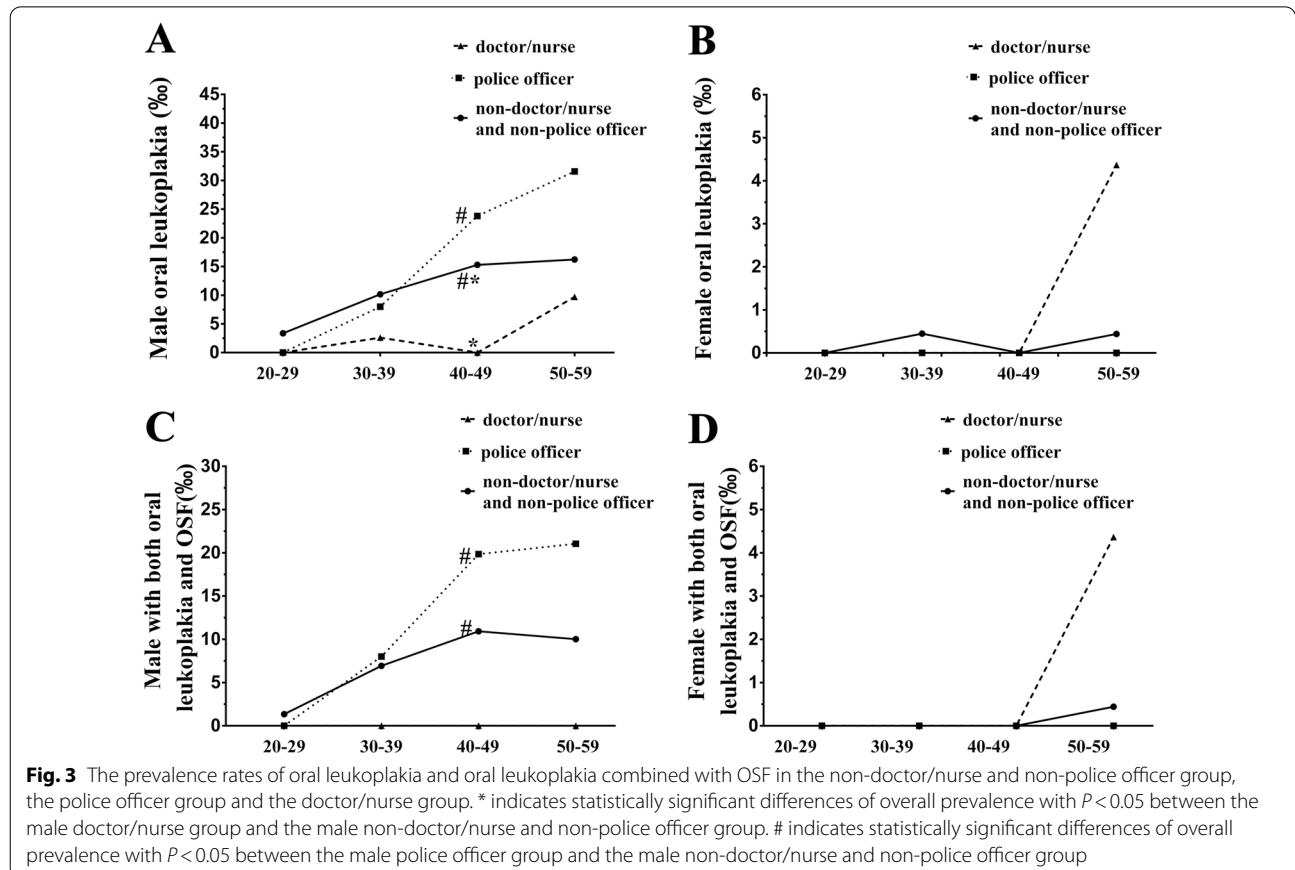 A
doctor/nurse
police officer
non-doctor/nurse
and non-police officer
Male oral leukoplakia (‰)
45
40
35
30
25
20
15
10
5
0
#
#*
*
20-29 30-39 40-49 50-59
B
doctor/nurse
police officer
non-doctor/nurse
and non-police officer
Female oral leukoplakia (‰)
6
5
4
3
2
1
0
20-29 30-39 40-49 50-59
C
doctor/nurse
police officer
non-doctor/nurse
and non-police officer
Male with both oral
leukoplakia and OSF(‰)
30
25
20
15
10
5
0
#
#
20-29 30-39 40-49 50-59
D
doctor/nurse
police officer
non-doctor/nurse
and non-police officer
Female with both oral
leukoplakia and OSF(‰)
6
5
4
3
2
1
0
20-29 30-39 40-49 50-59
Fig. 3 The prevalence rates of oral leukoplakia and oral leukoplakia combined with OSF in the non-doctor/nurse and non-police officer group,
the police officer group and the doctor/nurse group. * indicates statistically significant differences of overall prevalence with P < 0.05 between the
male doctor/nurse group and the male non-doctor/nurse and non-police officer group. # indicates statistically significant differences of overall
prevalence with P < 0.05 between the male police officer group and the male non-doctor/nurse and non-police officer group